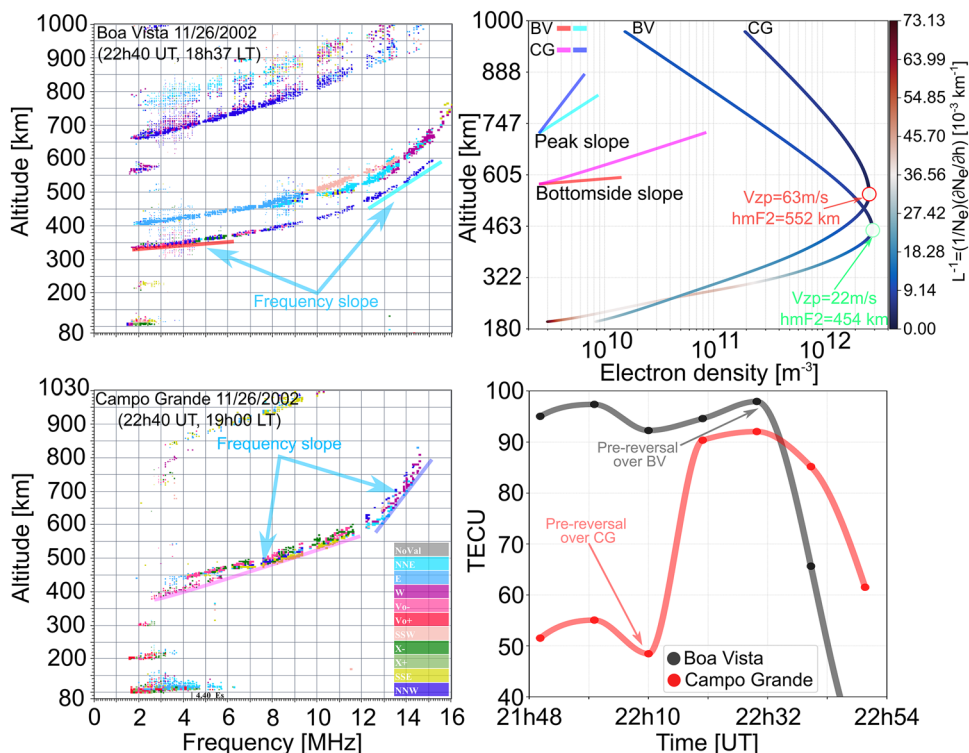 1000
900
800
700
600
500
400
300
200
80
Altitude [km]
Boa Vista 11/26/2002
(22h40 UT, 18h37 LT)
Frequency slope
1000
888
747
605
463
322
180
Altitude [km]
BV
CG
BV
CG
Peak slope
Bottomside slope
Vzp=63m/s
hmF2=552 km
Vzp=22m/s
hmF2=454 km
10^10
10^11
10^12
Electron density [m^-3]
73.13
63.99
54.85
45.70
36.56
27.42
18.28
9.14
0.00
L^-1=(1/N_e)(∂N_e/∂h) [10^-3 km^-1]
1030
900
800
700
600
500
400
300
200
80
Altitude [km]
Campo Grande 11/26/2002
(22h40 UT, 19h00 LT)
Frequency slope
NoVal
NNE
E
W
Vo-
Vo+
SSW
X-
X+
SSE
NNW
4.40 Es
0 2 4 6 8 10 12 14 16
Frequency [MHz]
100
90
80
70
60
50
40
TECU
Pre-reversal
over BV
Pre-reversal
over CG
Boa Vista
Campo Grande
21h48 22h10 22h32 22h54
Time [UT]